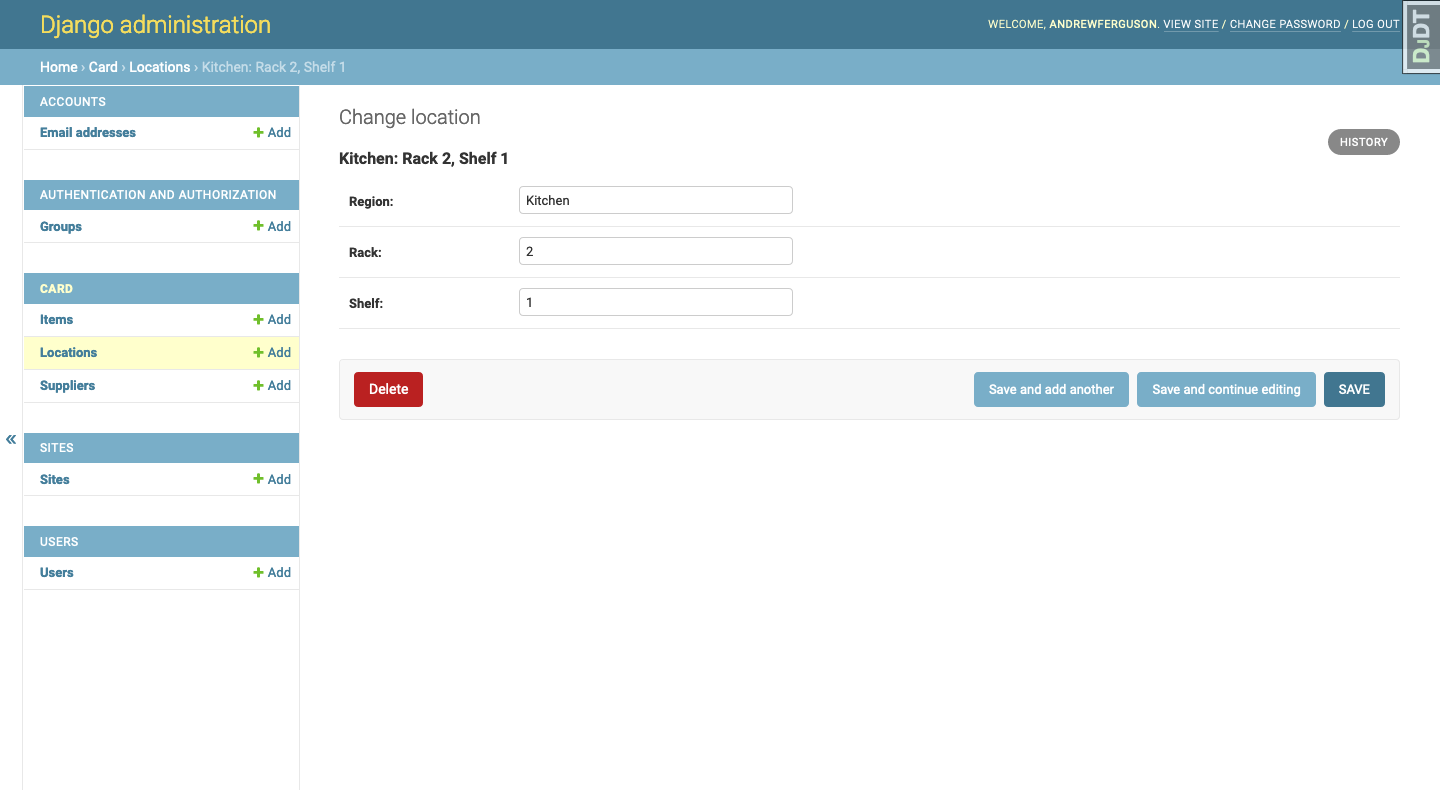 Django administration
WELCOME, ANDREWFERGUSON. VIEW SITE / CHANGE PASSWORD / LOG OUT
DJDT
Home › Card › Locations › Kitchen: Rack 2, Shelf 1
ACCOUNTS
Email addresses + Add
AUTHENTICATION AND AUTHORIZATION
Groups + Add
CARD
Items + Add
Locations + Add
Suppliers + Add
SITES
Sites + Add
USERS
Users + Add
«
Change location
HISTORY
Kitchen: Rack 2, Shelf 1
Region: Kitchen
Rack: 2
Shelf: 1
Delete
Save and add another
Save and continue editing
SAVE